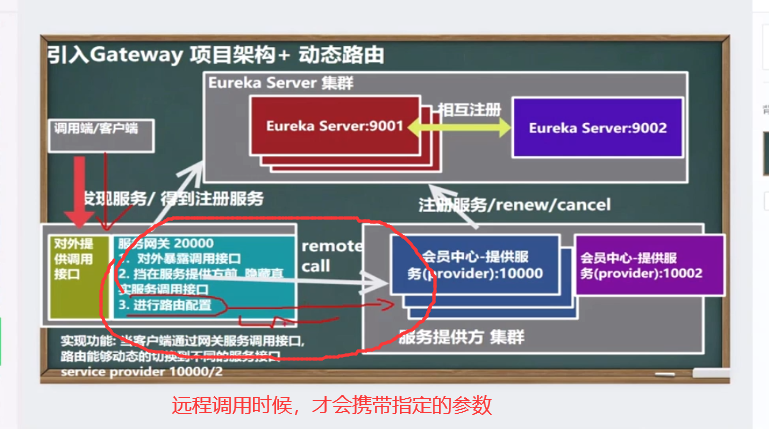 引入Gateway 项目架构+ 动态路由
Eureka Server 集群
Eureka Server:9001
相互注册
Eureka Server:9002
调用端/客户端
发现服务/ 得到注册服务
注册服务/renew/cancel
对外提
供调用
接口
服务网关 20000
1. 对外暴露调用接口
2. 挡在服务提供方前, 隐藏真
实服务调用接口
3. 进行路由配置
remote
call
会员中心-提供服
务(provider):10000
会员中心-提供服
务(provider):10002
服务提供方 集群
实现功能: 当客户端通过网关服务调用接口,
路由能够动态的切换到不同的服务接口
service provider 10000/2
远程调用时候，才会携带指定的参数